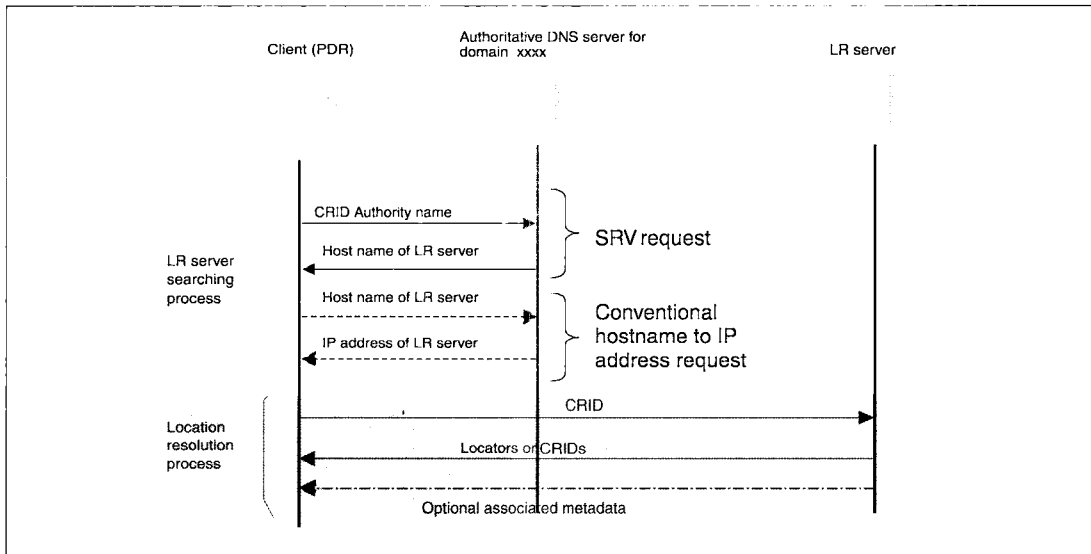 Client (PDR)
Authoritative DNS server for
domain xxxx
LR server
CRID Authority name
SRV request
Host name of LR server
LR server
searching
process
Host name of LR server
Conventional
hostname to IP
address request
IP address of LR server
CRID
Location
resolution
process
Locators or CRIDs
Optional associated metadata